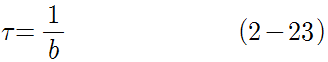 τ = 1/b (2−23)